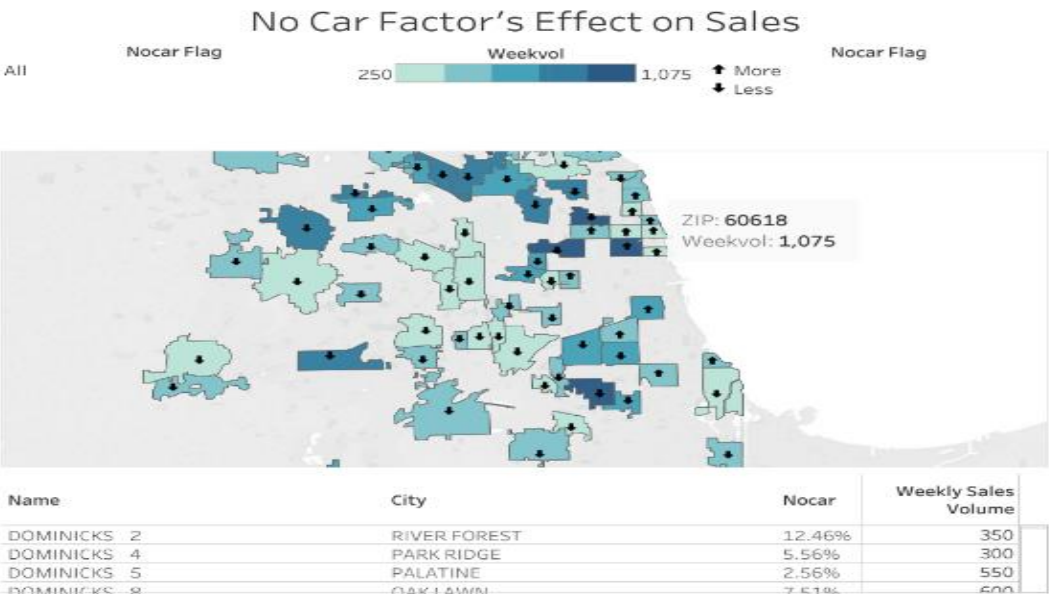 No Car Factor's Effect on Sales
Nocar Flag
All
Weekvol
250 1,075
Nocar Flag
More
Less
ZIP: 60618
Weekvol: 1,075
Name City Nocar Weekly Sales Volume
DOMINICKS 2 RIVER FOREST 12.46% 350
DOMINICKS 4 PARK RIDGE 5.56% 300
DOMINICKS 5 PALATINE 2.56% 550
DOMINICKS 8 OAK LAWN 7.51% 600